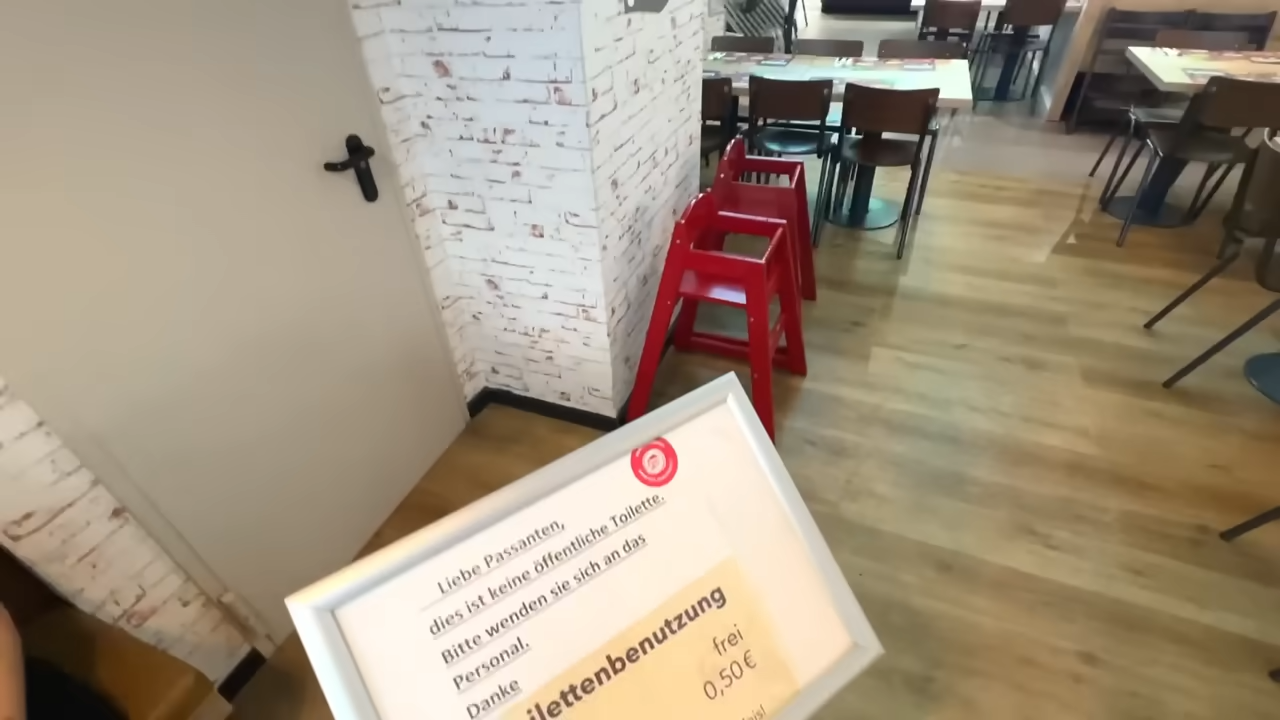 Liebe Passanten,
dies ist keine öffentliche Toilette.
Bitte wenden sie sich an das
Personal.
Danke
ilettenbenutzung
frei
0,50 €